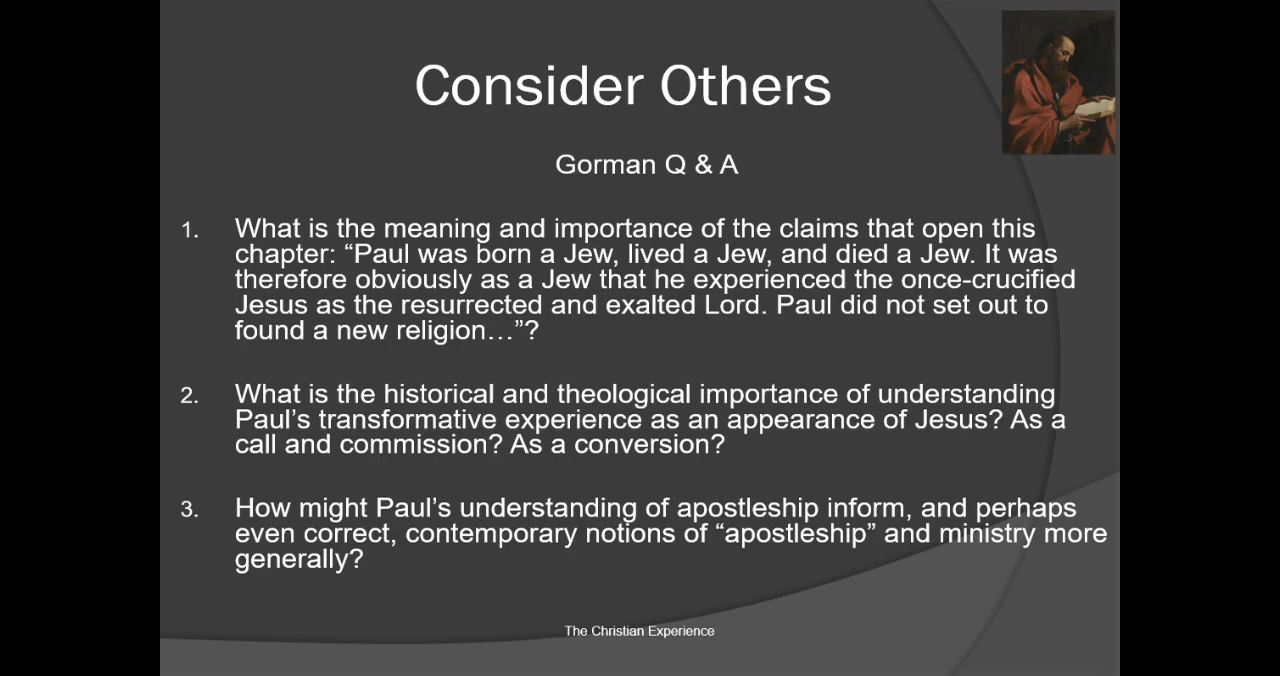 Consider Others
Gorman Q & A
1. What is the meaning and importance of the claims that open this
chapter: “Paul was born a Jew, lived a Jew, and died a Jew. It was
therefore obviously as a Jew that he experienced the once-crucified
Jesus as the resurrected and exalted Lord. Paul did not set out to
found a new religion…”?
2. What is the historical and theological importance of understanding
Paul’s transformative experience as an appearance of Jesus? As a
call and commission? As a conversion?
3. How might Paul’s understanding of apostleship inform, and perhaps
even correct, contemporary notions of “apostleship” and ministry more
generally?
The Christian Experience